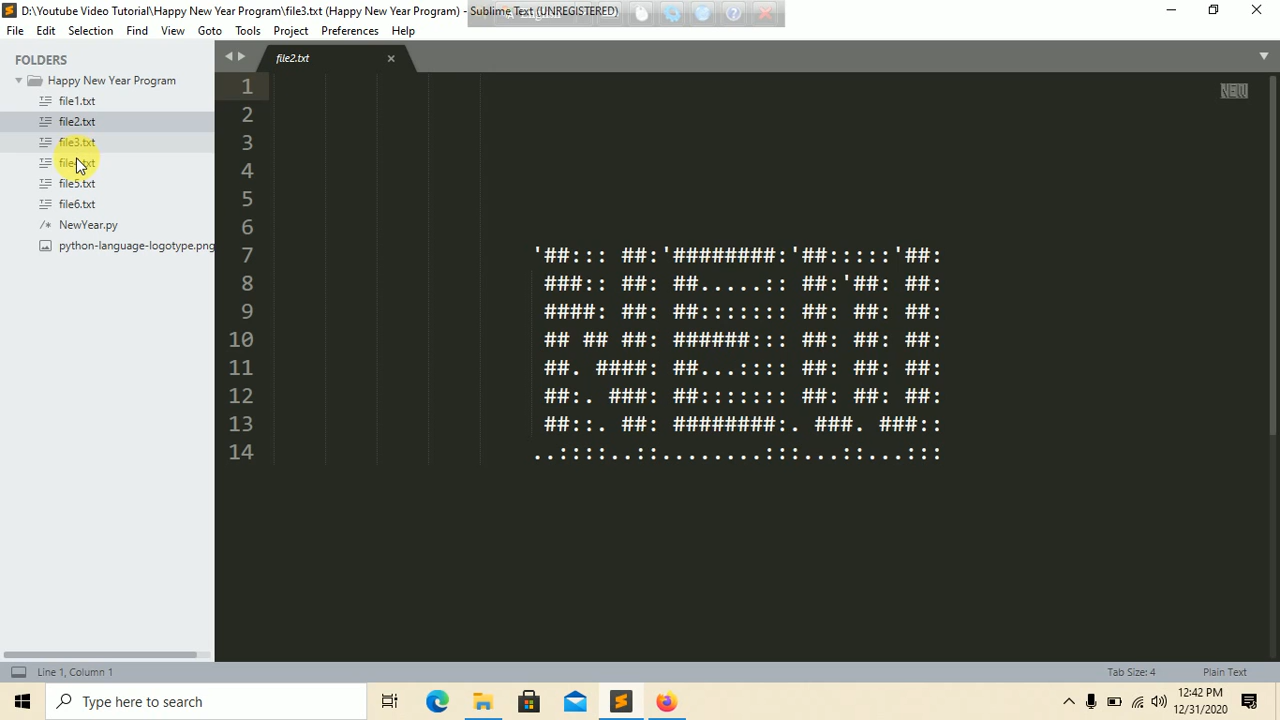 D:\Youtube Video Tutorial\Happy New Year Program\file3.txt (Happy New Year Program) - Sublime Text (UNREGISTERED)
File Edit Selection Find View Goto Tools Project Preferences Help
FOLDERS
Happy New Year Program
file1.txt
file2.txt
file3.txt
file4.txt
file5.txt
file6.txt
NewYear.py
python-language-logotype.png
file2.txt
1
2
3
4
5
6
7 '##::: ##:'########:'##:::::'##:
8 ###:: ##: ##.....:: ##:'##: ##:
9 ####: ##: ##::::::: ##: ##: ##:
10 ## ## ##: ######::: ##: ##: ##:
11 ##. ####: ##...:::: ##: ##: ##:
12 ##:. ###: ##::::::: ##: ##: ##:
13 ##::. ##: ########:. ###. ###::
14 ..::::..::........:::...::...:::
NEW
Line 1, Column 1 Tab Size: 4 Plain Text
Type here to search
12:42 PM
12/31/2020